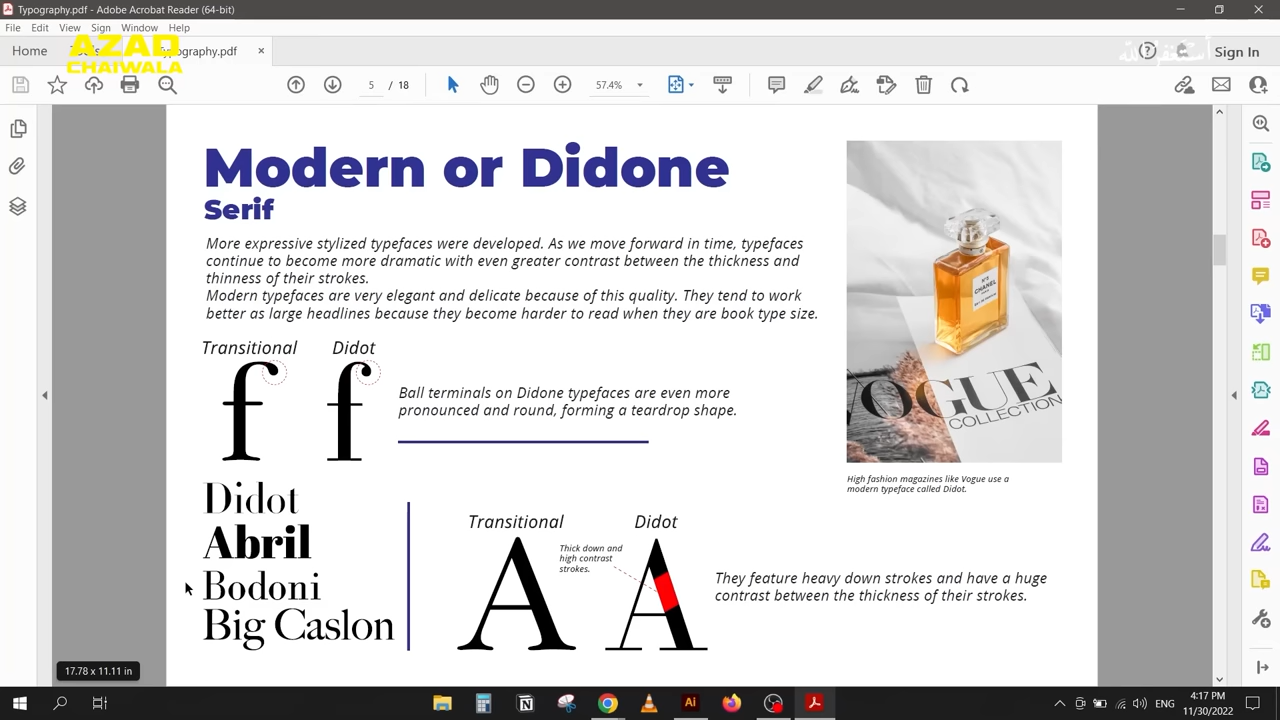 Typography.pdf - Adobe Acrobat Reader (64-bit)
File Edit View Sign Window Help
AZAD
CHAIWALA
Home
Typography.pdf
أستغفر الله
Sign In
5 / 18
57.4%
Modern or Didone
Serif
More expressive stylized typefaces were developed. As we move forward in time, typefaces
continue to become more dramatic with even greater contrast between the thickness and
thinness of their strokes.
Modern typefaces are very elegant and delicate because of this quality. They tend to work
better as large headlines because they become harder to read when they are book type size.
Transitional Didot
f f
Ball terminals on Didone typefaces are even more
pronounced and round, forming a teardrop shape.
N°5
CHANEL
VOGUE
COLLECTION
High fashion magazines like Vogue use a
modern typeface called Didot.
Didot
Abril
Bodoni
Big Caslon
Transitional Didot
Thick down and
high contrast
strokes.
A A
They feature heavy down strokes and have a huge
contrast between the thickness of their strokes.
17.78 x 11.11 in
ENG
4:17 PM
11/30/2022